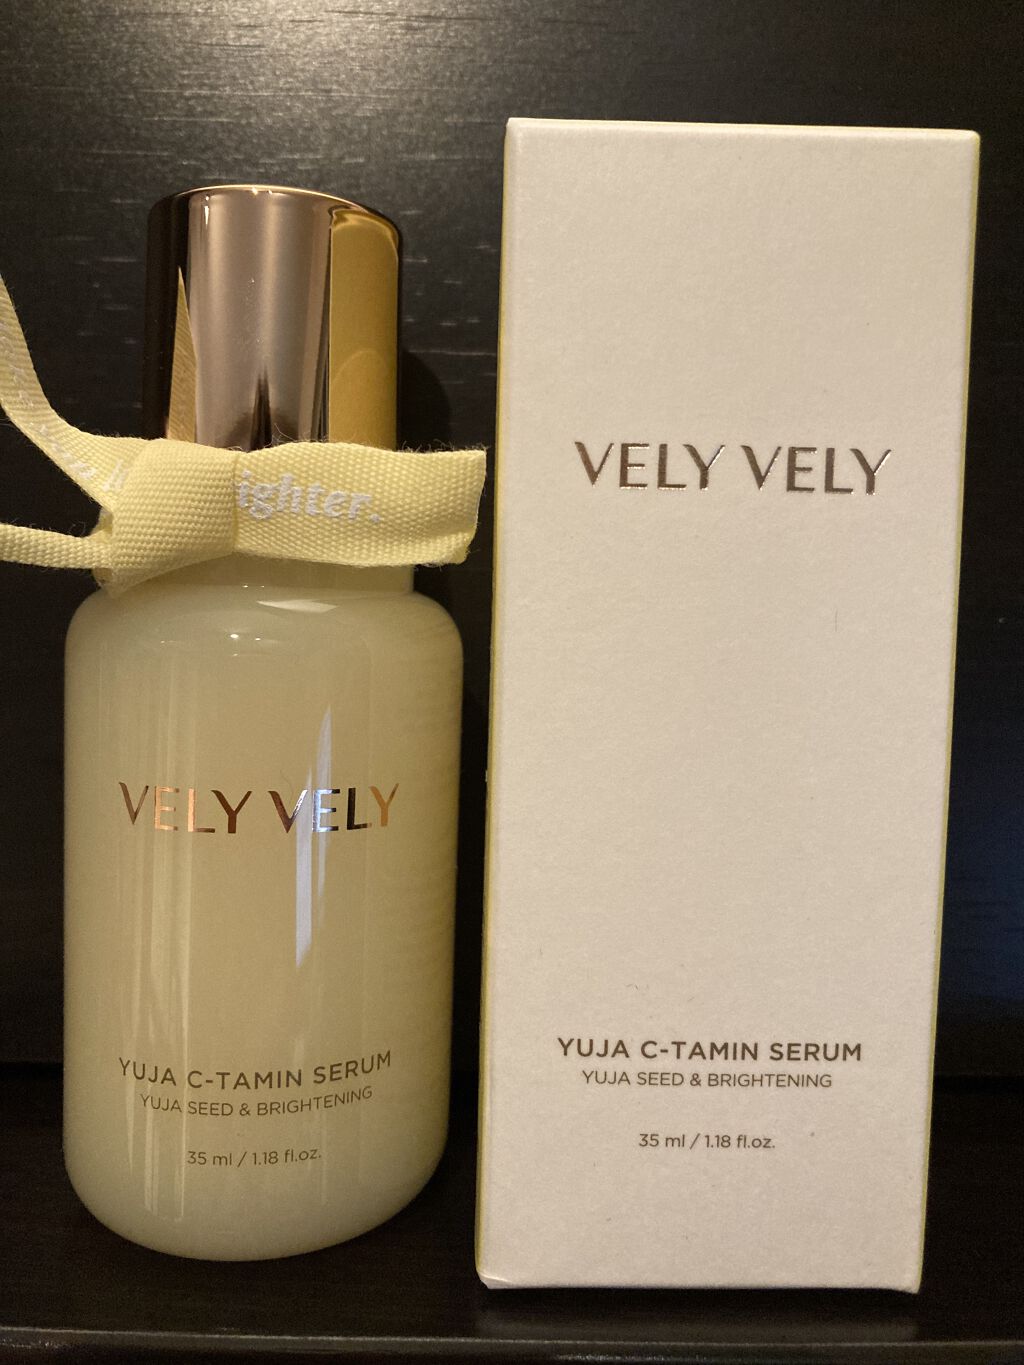 ighter.
VELY VELY
YUJA C-TAMIN SERUM
YUJA SEED & BRIGHTENING
35 ml / 1.18 fl.oz.
VELY VELY
YUJA C-TAMIN SERUM
YUJA SEED & BRIGHTENING
35 ml / 1.18 fl.oz.